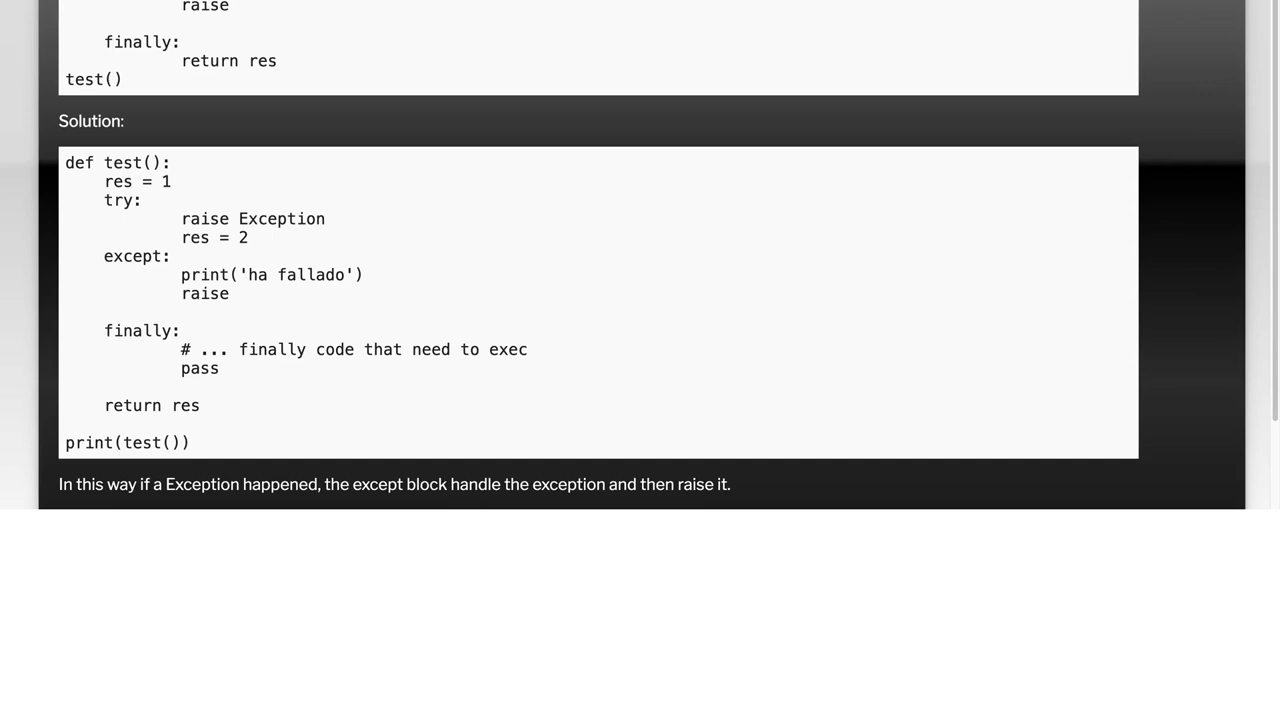 raise
finally:
return res
test()
Solution:
def test():
res = 1
try:
raise Exception
res = 2
except:
print('ha fallado')
raise
finally:
# ... finally code that need to exec
pass
return res
print(test())
In this way if a Exception happened, the except block handle the exception and then raise it.